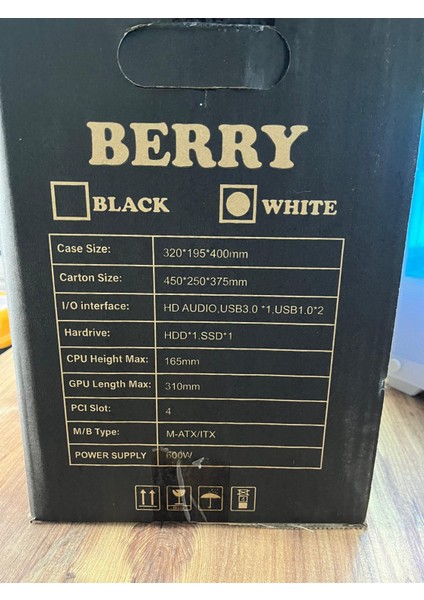 BERRY
BLACK WHITE
Case Size: 320*195*400mm
Carton Size: 450*250*375mm
I/O interface: HD AUDIO,USB3.0 *1.USB1.0*2
Hardrive: HDD*1.SSD*1
CPU Height Max: 165mm
GPU Length Max: 310mm
PCI Slot: 4
M/B Type: M-ATX/ITX
POWER SUPPLY 600W